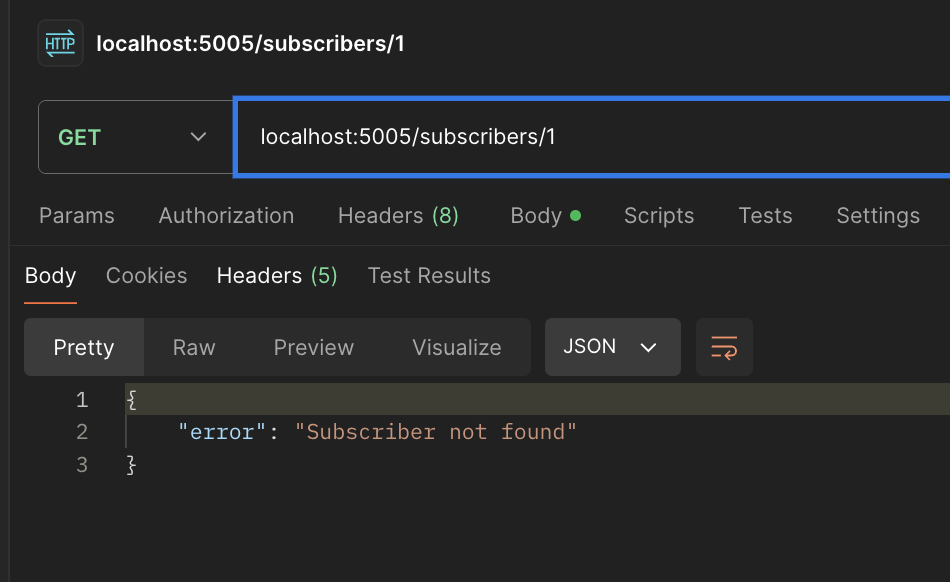 HTTP localhost:5005/subscribers/1
GET localhost:5005/subscribers/1
Params Authorization Headers (8) Body Scripts Tests Settings
Body Cookies Headers (5) Test Results
Pretty Raw Preview Visualize JSON
1 {
2 "error": "Subscriber not found"
3 }